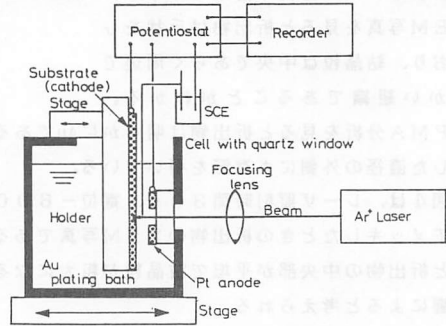 Potentiostat
Recorder
Substrate
(cathode)
Stage
SCE
Cell with quartz window
Focusing
lens
Holder
Beam
Ar⁺ Laser
Au
plating bath
Pt anode
Stage